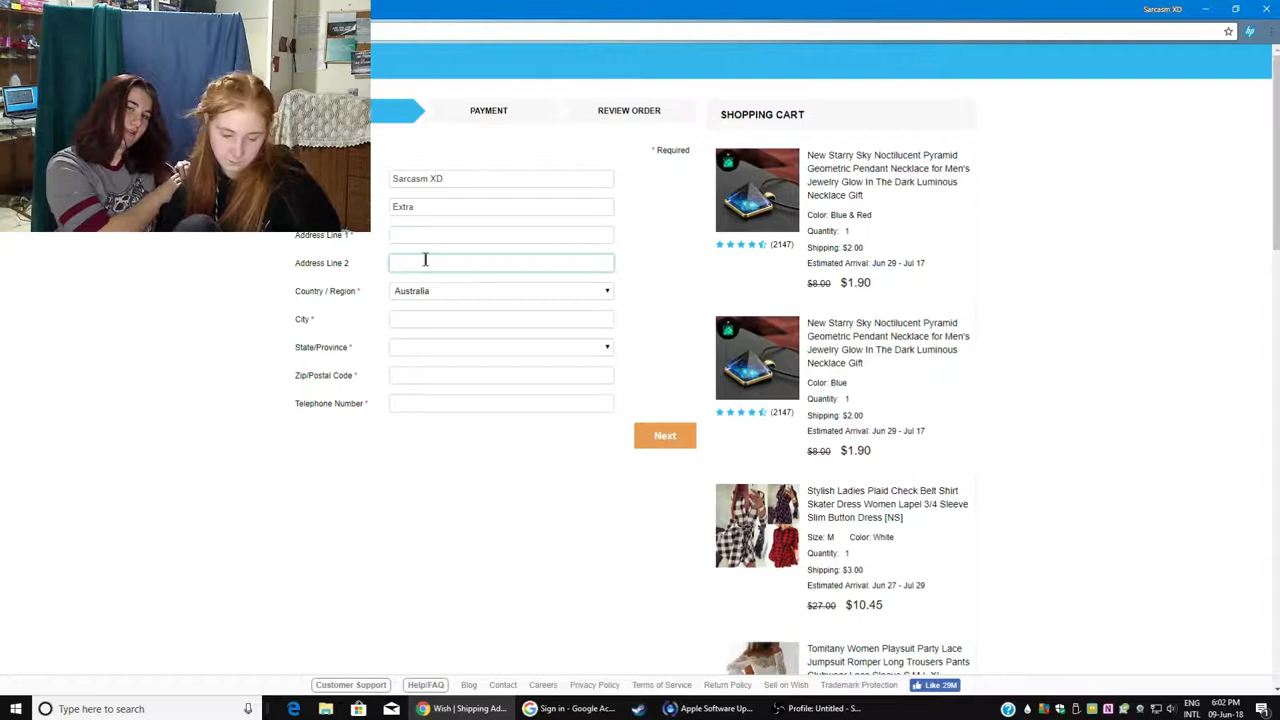 Sarcasm XD
PAYMENT
REVIEW ORDER
SHOPPING CART
* Required
Sarcasm XD
Extra
Address Line 1 *
Address Line 2
Country / Region *
Australia
City *
State/Province *
Zip/Postal Code *
Telephone Number *
Next
New Starry Sky Noctilucent Pyramid
Geometric Pendant Necklace for Men's
Jewelry Glow In The Dark Luminous
Necklace Gift
Color: Blue & Red
Quantity: 1
(2147)
Shipping: $2.00
Estimated Arrival: Jun 29 - Jul 17
$8.00 $1.90
New Starry Sky Noctilucent Pyramid
Geometric Pendant Necklace for Men's
Jewelry Glow In The Dark Luminous
Necklace Gift
Color: Blue
Quantity: 1
(2147)
Shipping: $2.00
Estimated Arrival: Jun 29 - Jul 17
$8.00 $1.90
Stylish Ladies Plaid Check Belt Shirt
Skater Dress Women Lapel 3/4 Sleeve
Slim Button Dress [NS]
Size: M Color: White
Quantity: 1
Shipping: $3.00
Estimated Arrival: Jun 27 - Jul 29
$27.00 $10.45
Tomitany Women Playsuit Party Lace
Jumpsuit Romper Long Trousers Pants
Customer Support Help/FAQ Blog Contact Careers Privacy Policy Terms of Service Return Policy Sell on Wish Trademark Protection Like 29M
Type here to search
Wish | Shipping Ad...
Sign in - Google Ac...
Apple Software Up...
Profile: Untitled - S...
ENG
INTL
6:02 PM
09-Jun-18